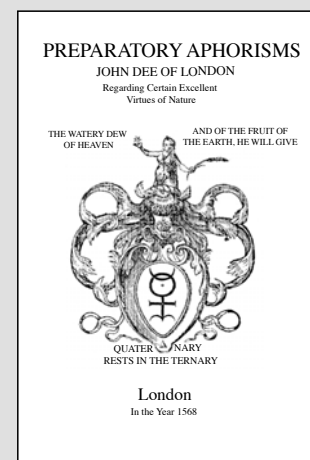 PREPARATORY APHORISMS
JOHN DEE OF LONDON
Regarding Certain Excellent
Virtues of Nature
THE WATERY DEW
OF HEAVEN
AND OF THE FRUIT OF
THE EARTH, HE WILL GIVE
QUATER NARY
RESTS IN THE TERNARY
London
In the Year 1568